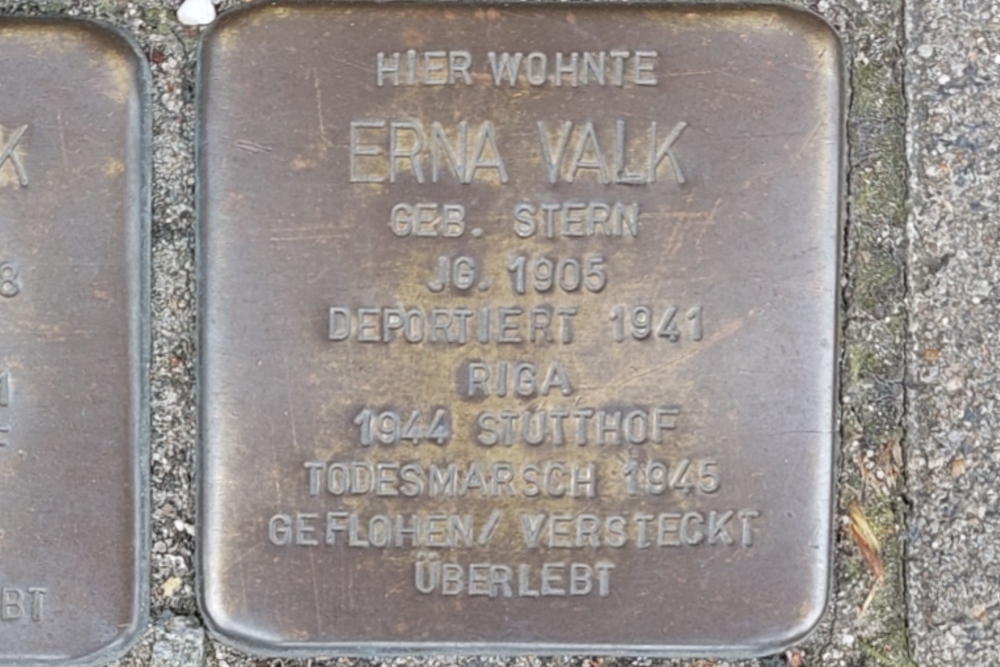 HIER WOHNTE
ERNA VALK
GEB. STERN
JG. 1905
DEPORTIERT 1941
RIGA
1944 STUTTHOF
TODESMARSCH 1945
GEFLOHEN/ VERSTECKT
ÜBERLEBT